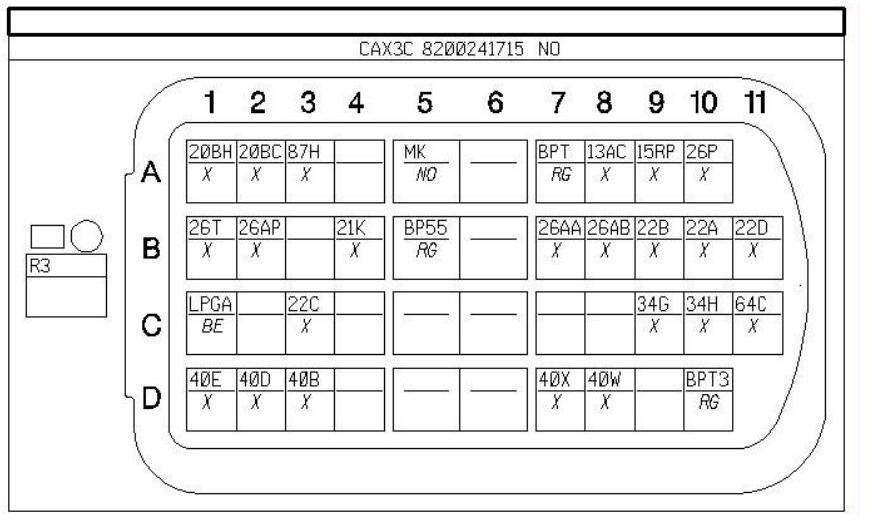 CAX3C 8200241715 NO
1 2 3 4 5 6 7 8 9 10 11
A
20BH 20BC 87H MK BPT 13AC 15RP 26P
X X X NO RG X X X
B
26T 26AP 21K BP55 26AA 26AB 22B 22A 22D
X X X RG X X X X X
R3
C
LPGA 22C 34G 34H 64C
BE X X X X
D
40E 40D 40B 40X 40W BPT3
X X X X X RG